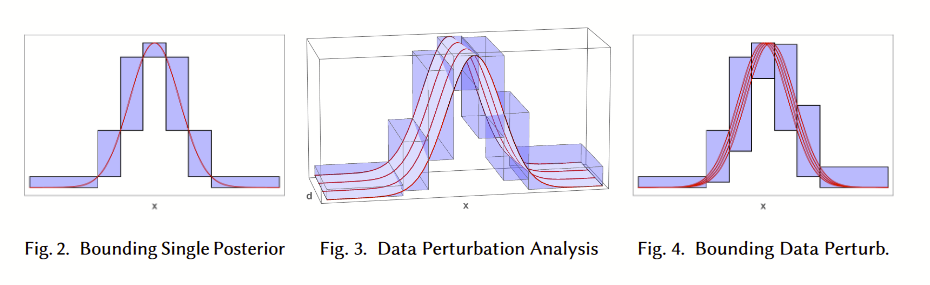 d
x
x
x
Fig. 2. Bounding Single Posterior
Fig. 3. Data Perturbation Analysis
Fig. 4. Bounding Data Perturb.